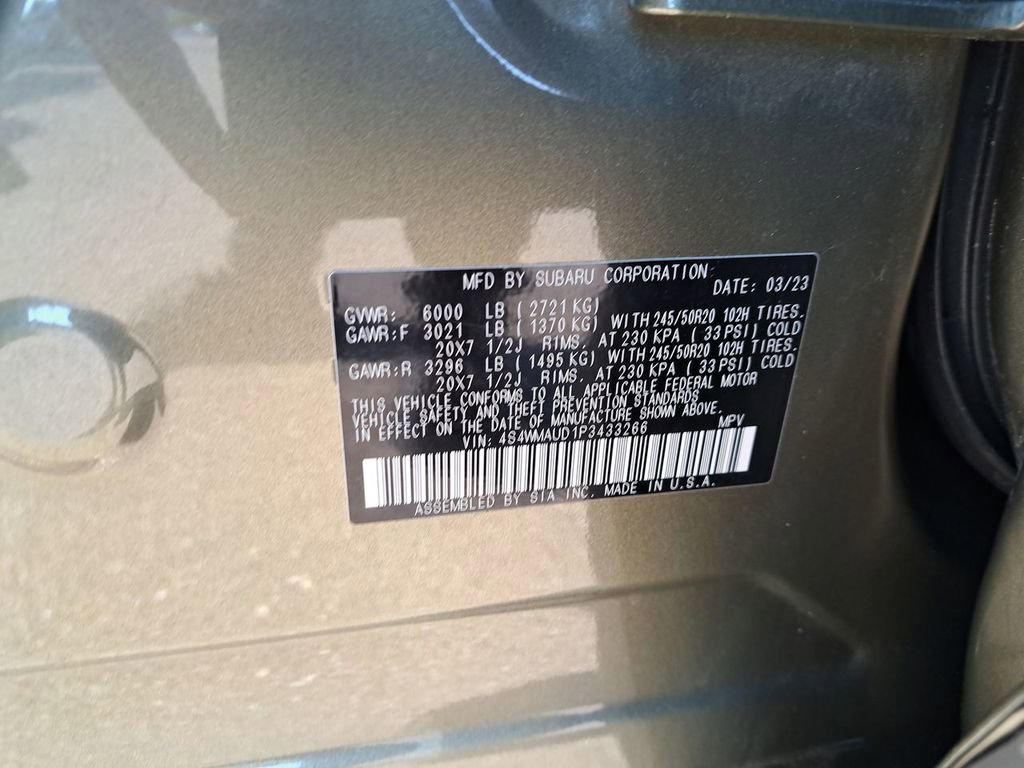 MFD BY SUBARU CORPORATION
DATE: 03/23
GVWR: 6000 LB ( 2721 KG)
GAWR:F 3021 LB ( 1370 KG) WITH 245/50R20 102H TIRES.
20X7 1/2J RIMS. AT 230 KPA ( 33 PSI) COLD
GAWR:R 3296 LB ( 1495 KG) WITH 245/50R20 102H TIRES.
20X7 1/2J RIMS. AT 230 KPA ( 33 PSI) COLD
THIS VEHICLE CONFORMS TO ALL APPLICABLE FEDERAL MOTOR
VEHICLE SAFETY AND THEFT PREVENTION STANDARDS
IN EFFECT ON THE DATE OF MANUFACTURE SHOWN ABOVE.
VIN: 4S4WMAUD1P3433266 MPV
ASSEMBLED BY SIA INC. MADE IN U.S.A.